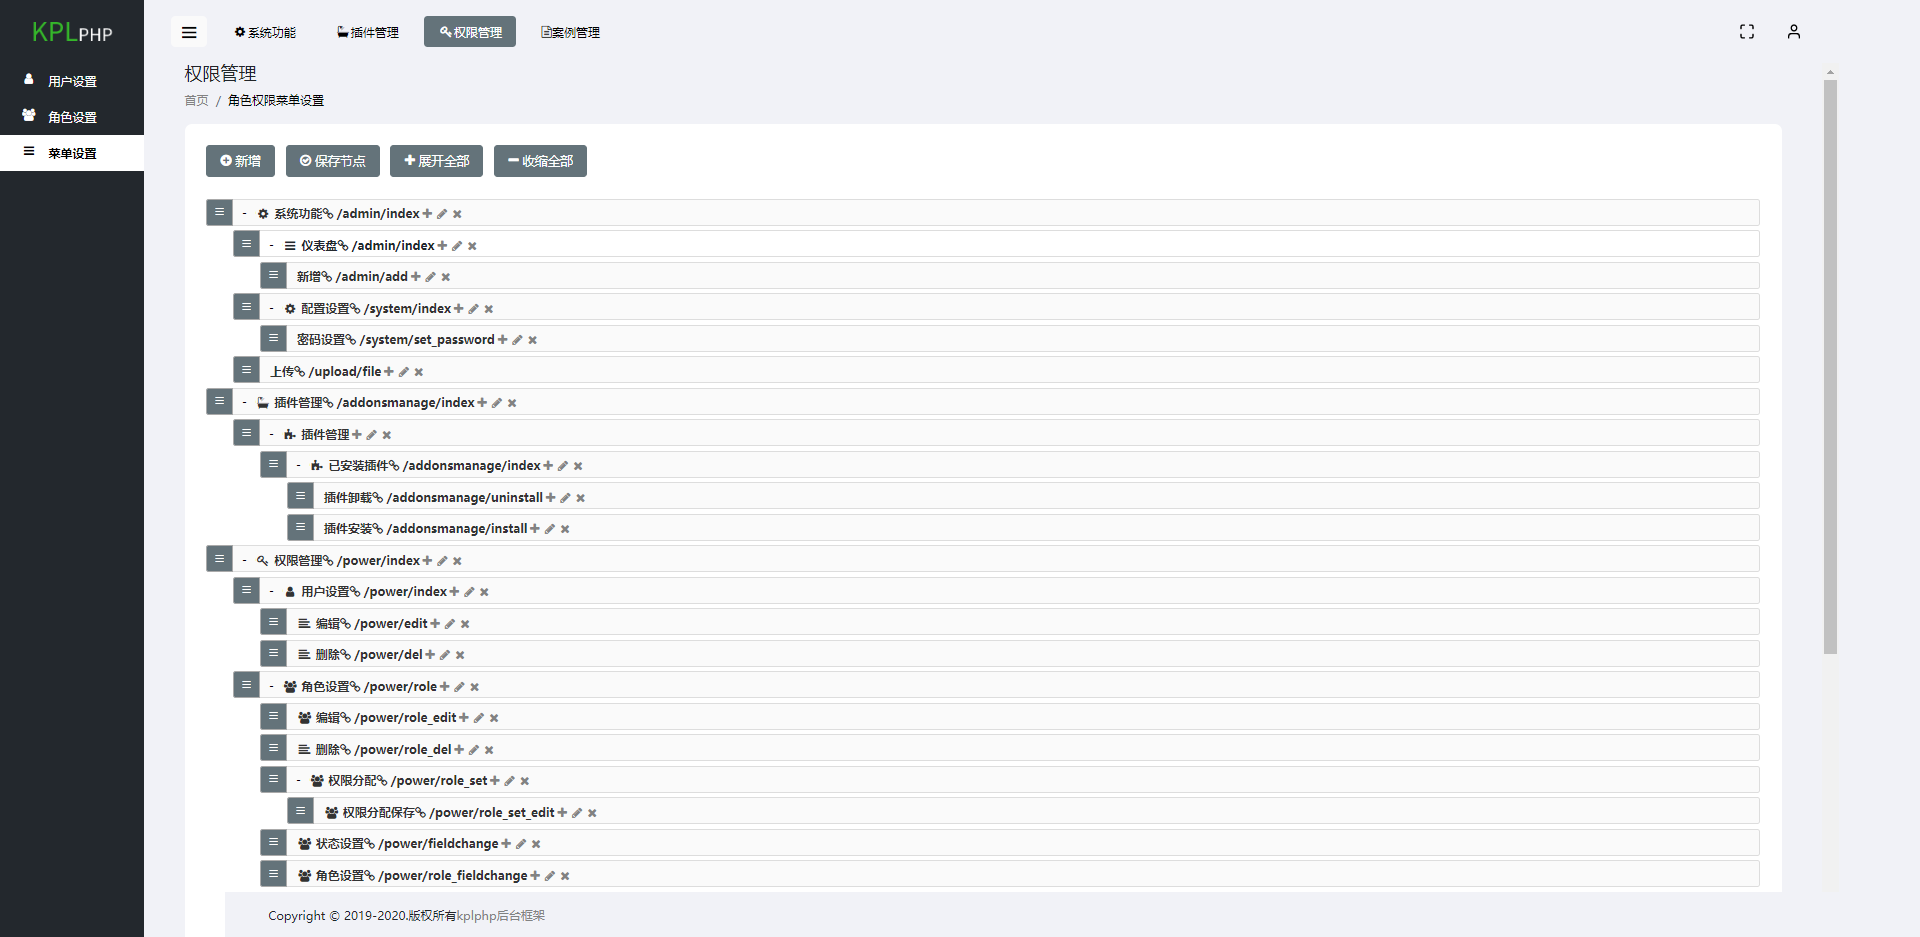 KPLPHP
系统功能
插件管理
权限管理
案例管理
用户设置
角色设置
菜单设置
权限管理
首页 / 角色权限菜单设置
新增
保存节点
展开全部
收缩全部
- 系统功能 /admin/index
- 仪表盘 /admin/index
新增 /admin/add
- 配置设置 /system/index
密码设置 /system/set_password
上传 /upload/file
- 插件管理 /addonsmanage/index
- 插件管理
- 已安装插件 /addonsmanage/index
插件卸载 /addonsmanage/uninstall
插件安装 /addonsmanage/install
- 权限管理 /power/index
- 用户设置 /power/index
编辑 /power/edit
删除 /power/del
- 角色设置 /power/role
编辑 /power/role_edit
删除 /power/role_del
- 权限分配 /power/role_set
权限分配保存 /power/role_set_edit
状态设置 /power/fieldchange
角色设置 /power/role_fieldchange
Copyright © 2019-2020.版权所有kplphp后台框架